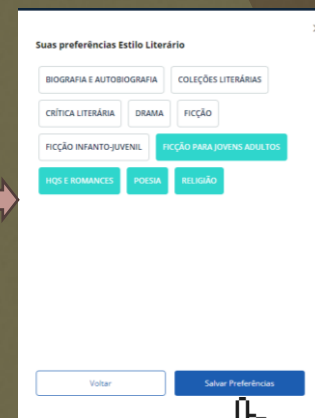 Suas preferências Estilo Literário
BIOGRAFIA E AUTOBIOGRAFIA COLEÇÕES LITERÁRIAS
CRÍTICA LITERÁRIA DRAMA FICÇÃO
FICÇÃO INFANTO-JUVENIL FICÇÃO PARA JOVENS ADULTOS
HQS E ROMANCES POESIA RELIGIÃO
Voltar Salvar Preferências